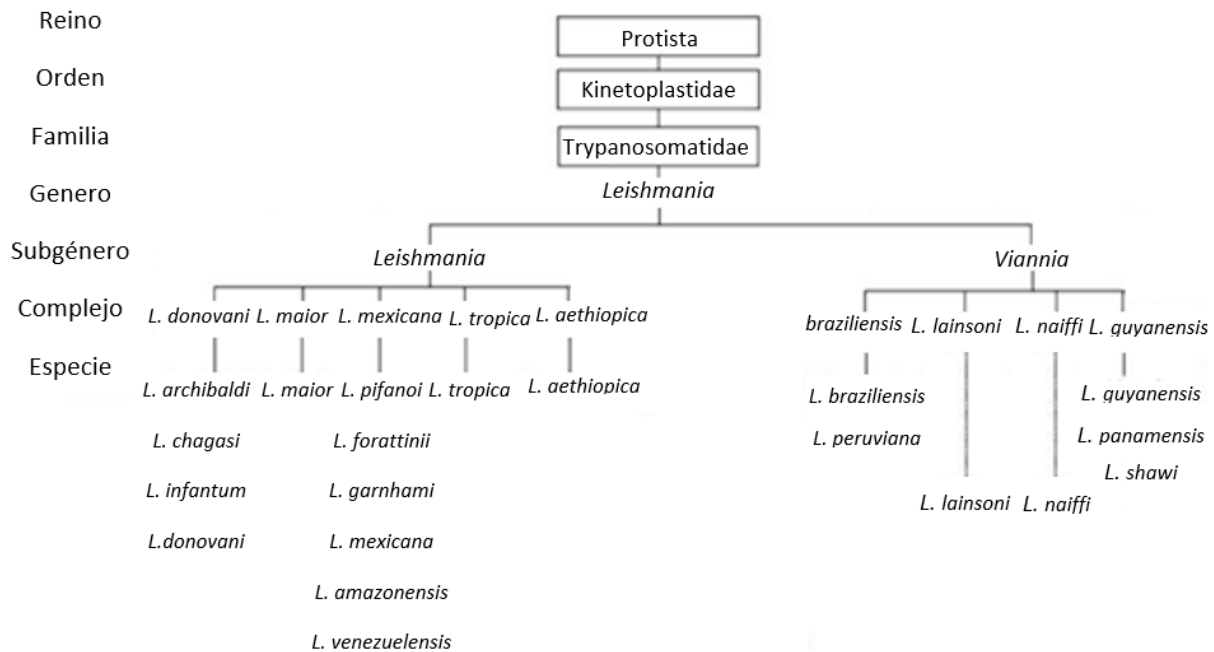 Reino
Protista
Orden
Kinetoplastidae
Familia
Trypanosomatidae
Genero
Leishmania
Subgénero
Leishmania
Viannia
Complejo
L. donovani L. maior L. mexicana L. tropica L. aethiopica
braziliensis L. lainsoni L. naiffi L. guyanensis
Especie
L. archibaldi L. maior L. pifanoi L. tropica L. aethiopica
L. braziliensis L. guyanensis
L. chagasi L. forattinii
L. peruviana L. panamensis
L. shawi
L. infantum L. garnhami
L. lainsoni L. naiffi
L.donovani L. mexicana
L. amazonensis
L. venezuelensis